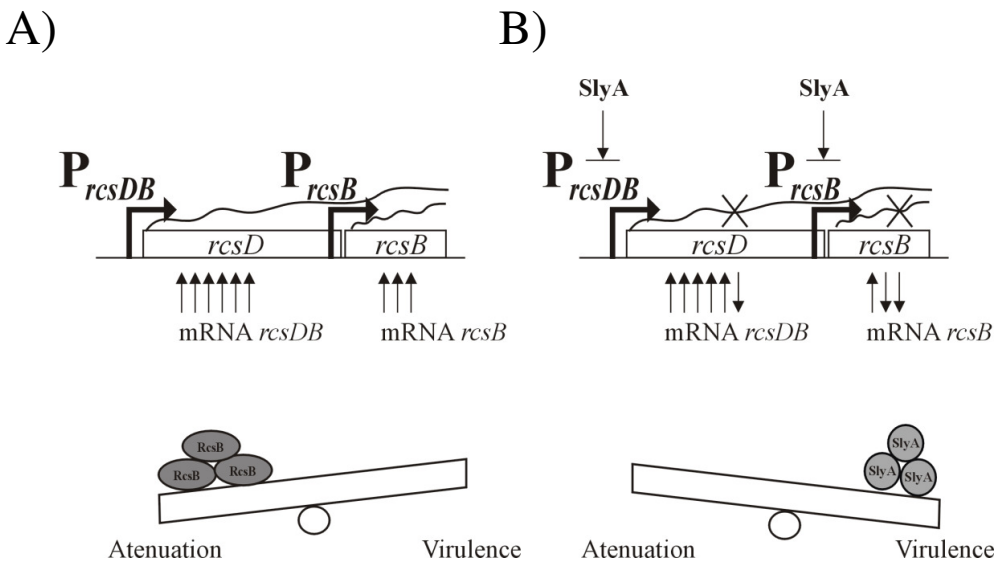 A)
P rcsDB
P rcsB
rcsD
rcsB
mRNA rcsDB
mRNA rcsB
RcsB
RcsB
RcsB
Atenuation
Virulence
B)
SlyA
SlyA
P rcsDB
P rcsB
rcsD
rcsB
mRNA rcsDB
mRNA rcsB
SlyA
SlyA
SlyA
Atenuation
Virulence